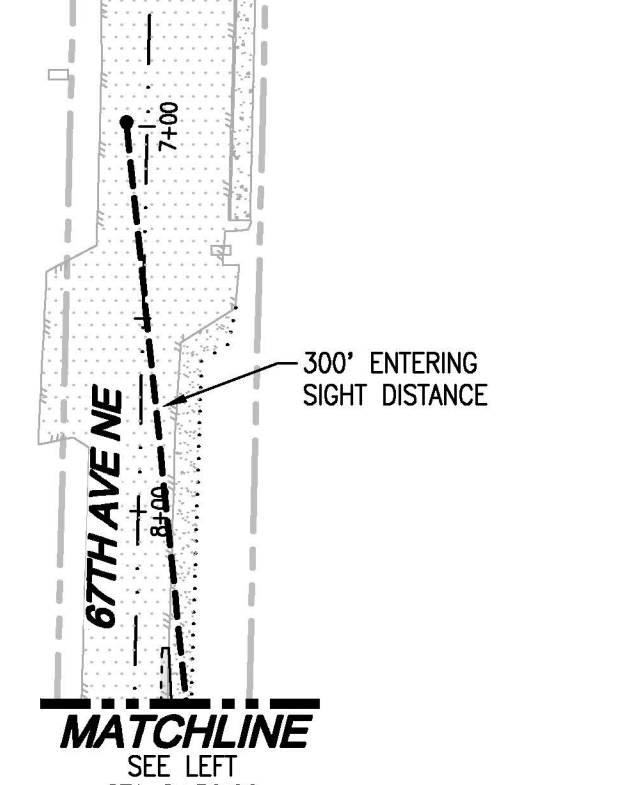 7+00
300' ENTERING
SIGHT DISTANCE
67TH AVE NE
8+00
MATCHLINE
SEE LEFT